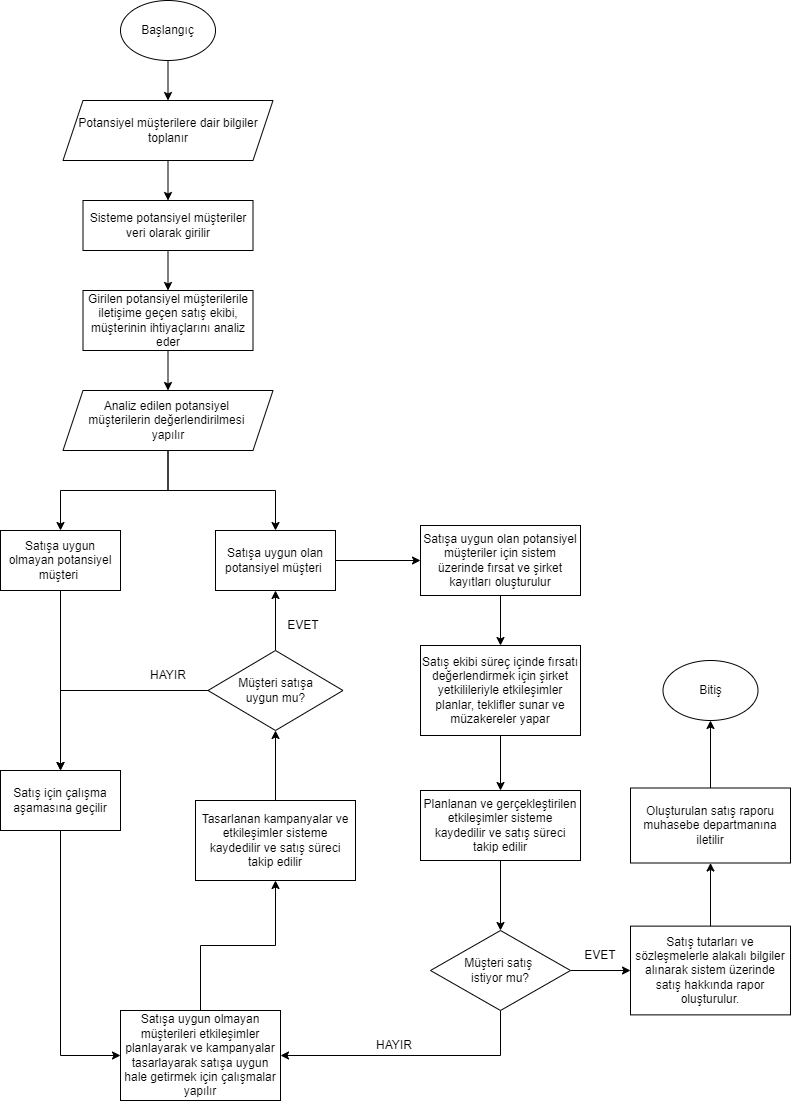 Başlangıç
Potansiyel müşterilere dair bilgiler
toplanır
Sisteme potansiyel müşteriler
veri olarak girilir
Girilen potansiyel müşterilerile
iletişime geçen satış ekibi,
müşterinin ihtiyaçlarını analiz
eder
Analiz edilen potansiyel
müşterilerin değerlendirilmesi
yapılır
Satışa uygun
olmayan potansiyel
müşteri
Satışa uygun olan
potansiyel müşteri
Satışa uygun olan potansiyel
müşteriler için sistem
üzerinde fırsat ve şirket
kayıtları oluşturulur
EVET
HAYIR
Müşteri satışa
uygun mu?
Satış ekibi süreç içinde fırsatı
değerlendirmek için şirket
yetkilileriyle etkileşimler
planlar, teklifler sunar ve
müzakereler yapar
Bitiş
Satış için çalışma
aşamasına geçilir
Tasarlanan kampanyalar ve
etkileşimler sisteme
kaydedilir ve satış süreci
takip edilir
Planlanan ve gerçekleştirilen
etkileşimler sisteme
kaydedilir ve satış süreci
takip edilir
Oluşturulan satış raporu
muhasebe departmanına
iletilir
Müşteri satış
istiyor mu?
EVET
Satış tutarları ve
sözleşmelerle alakalı bilgiler
alınarak sistem üzerinde
satış hakkında rapor
oluşturulur.
HAYIR
Satışa uygun olmayan
müşterileri etkileşimler
planlayarak ve kampanyalar
tasarlayarak satışa uygun
hale getirmek için çalışmalar
yapılır